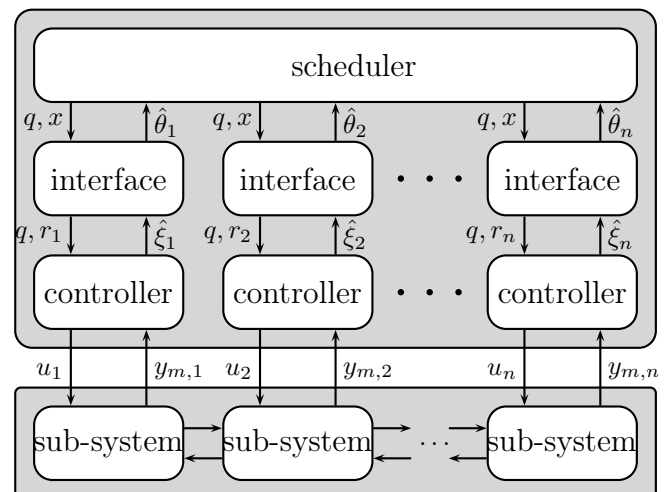 scheduler
q, x θ̂₁ q, x θ̂₂ q, x θ̂ₙ
interface interface • • • interface
q, r₁ ξ̂₁ q, r₂ ξ̂₂ q, rₙ ξ̂ₙ
controller controller • • • controller
u₁ yₘ,₁ u₂ yₘ,₂ uₙ yₘ,ₙ
sub-system sub-system ... sub-system